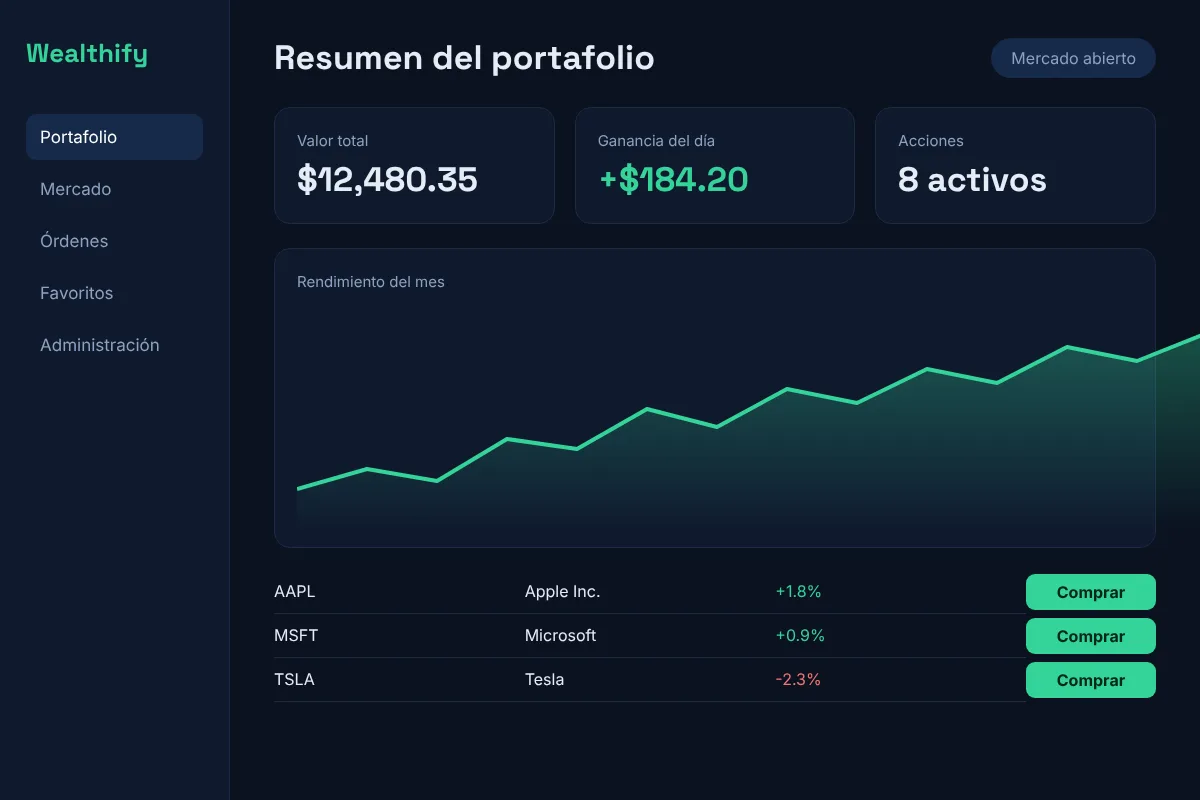 Wealthify
Portafolio
Mercado
Órdenes
Favoritos
Administración
Resumen del portafolio
Mercado abierto
Valor total
$12,480.35
Ganancia del día
+$184.20
Acciones
8 activos
Rendimiento del mes
AAPL Apple Inc. +1.8% Comprar
MSFT Microsoft +0.9% Comprar
TSLA Tesla -2.3% Comprar